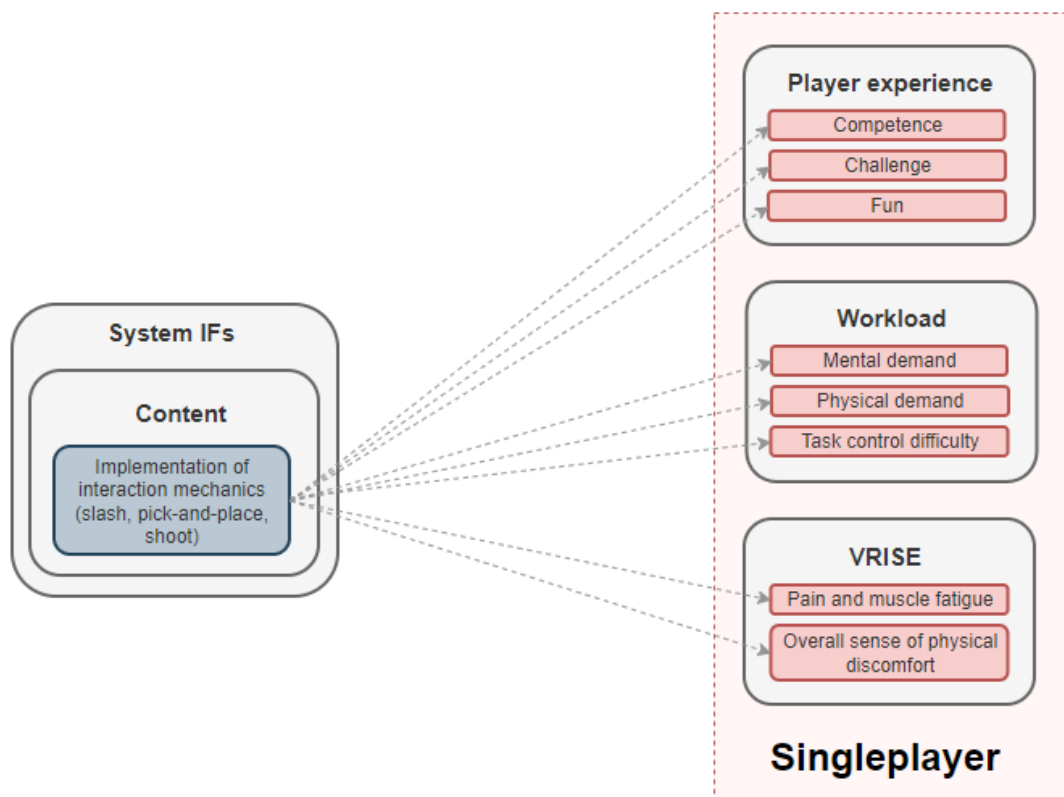 System IFs
Content
Implementation of
interaction mechanics
(slash, pick-and-place,
shoot)
Player experience
Competence
Challenge
Fun
Workload
Mental demand
Physical demand
Task control difficulty
VRISE
Pain and muscle fatigue
Overall sense of physical
discomfort
Singleplayer